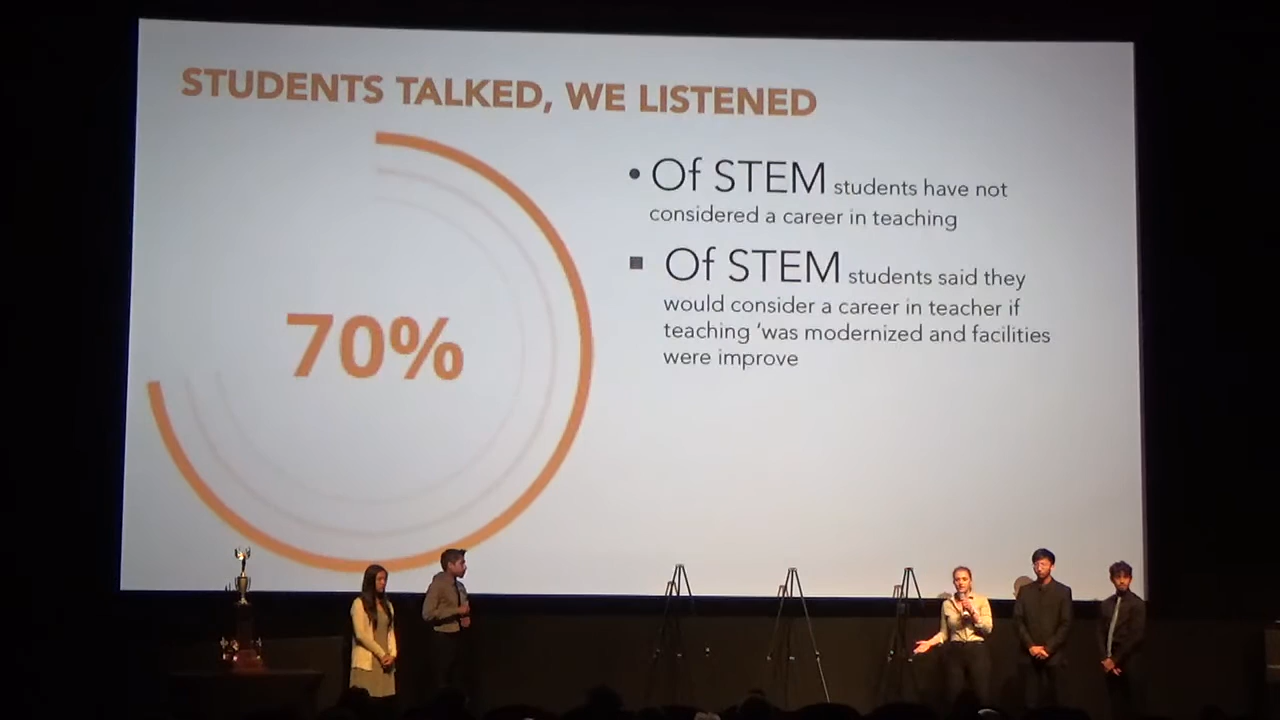 STUDENTS TALKED, WE LISTENED
70%
• Of STEM students have not
considered a career in teaching
▪ Of STEM students said they
would consider a career in teacher if
teaching ‘was modernized and facilities
were improve